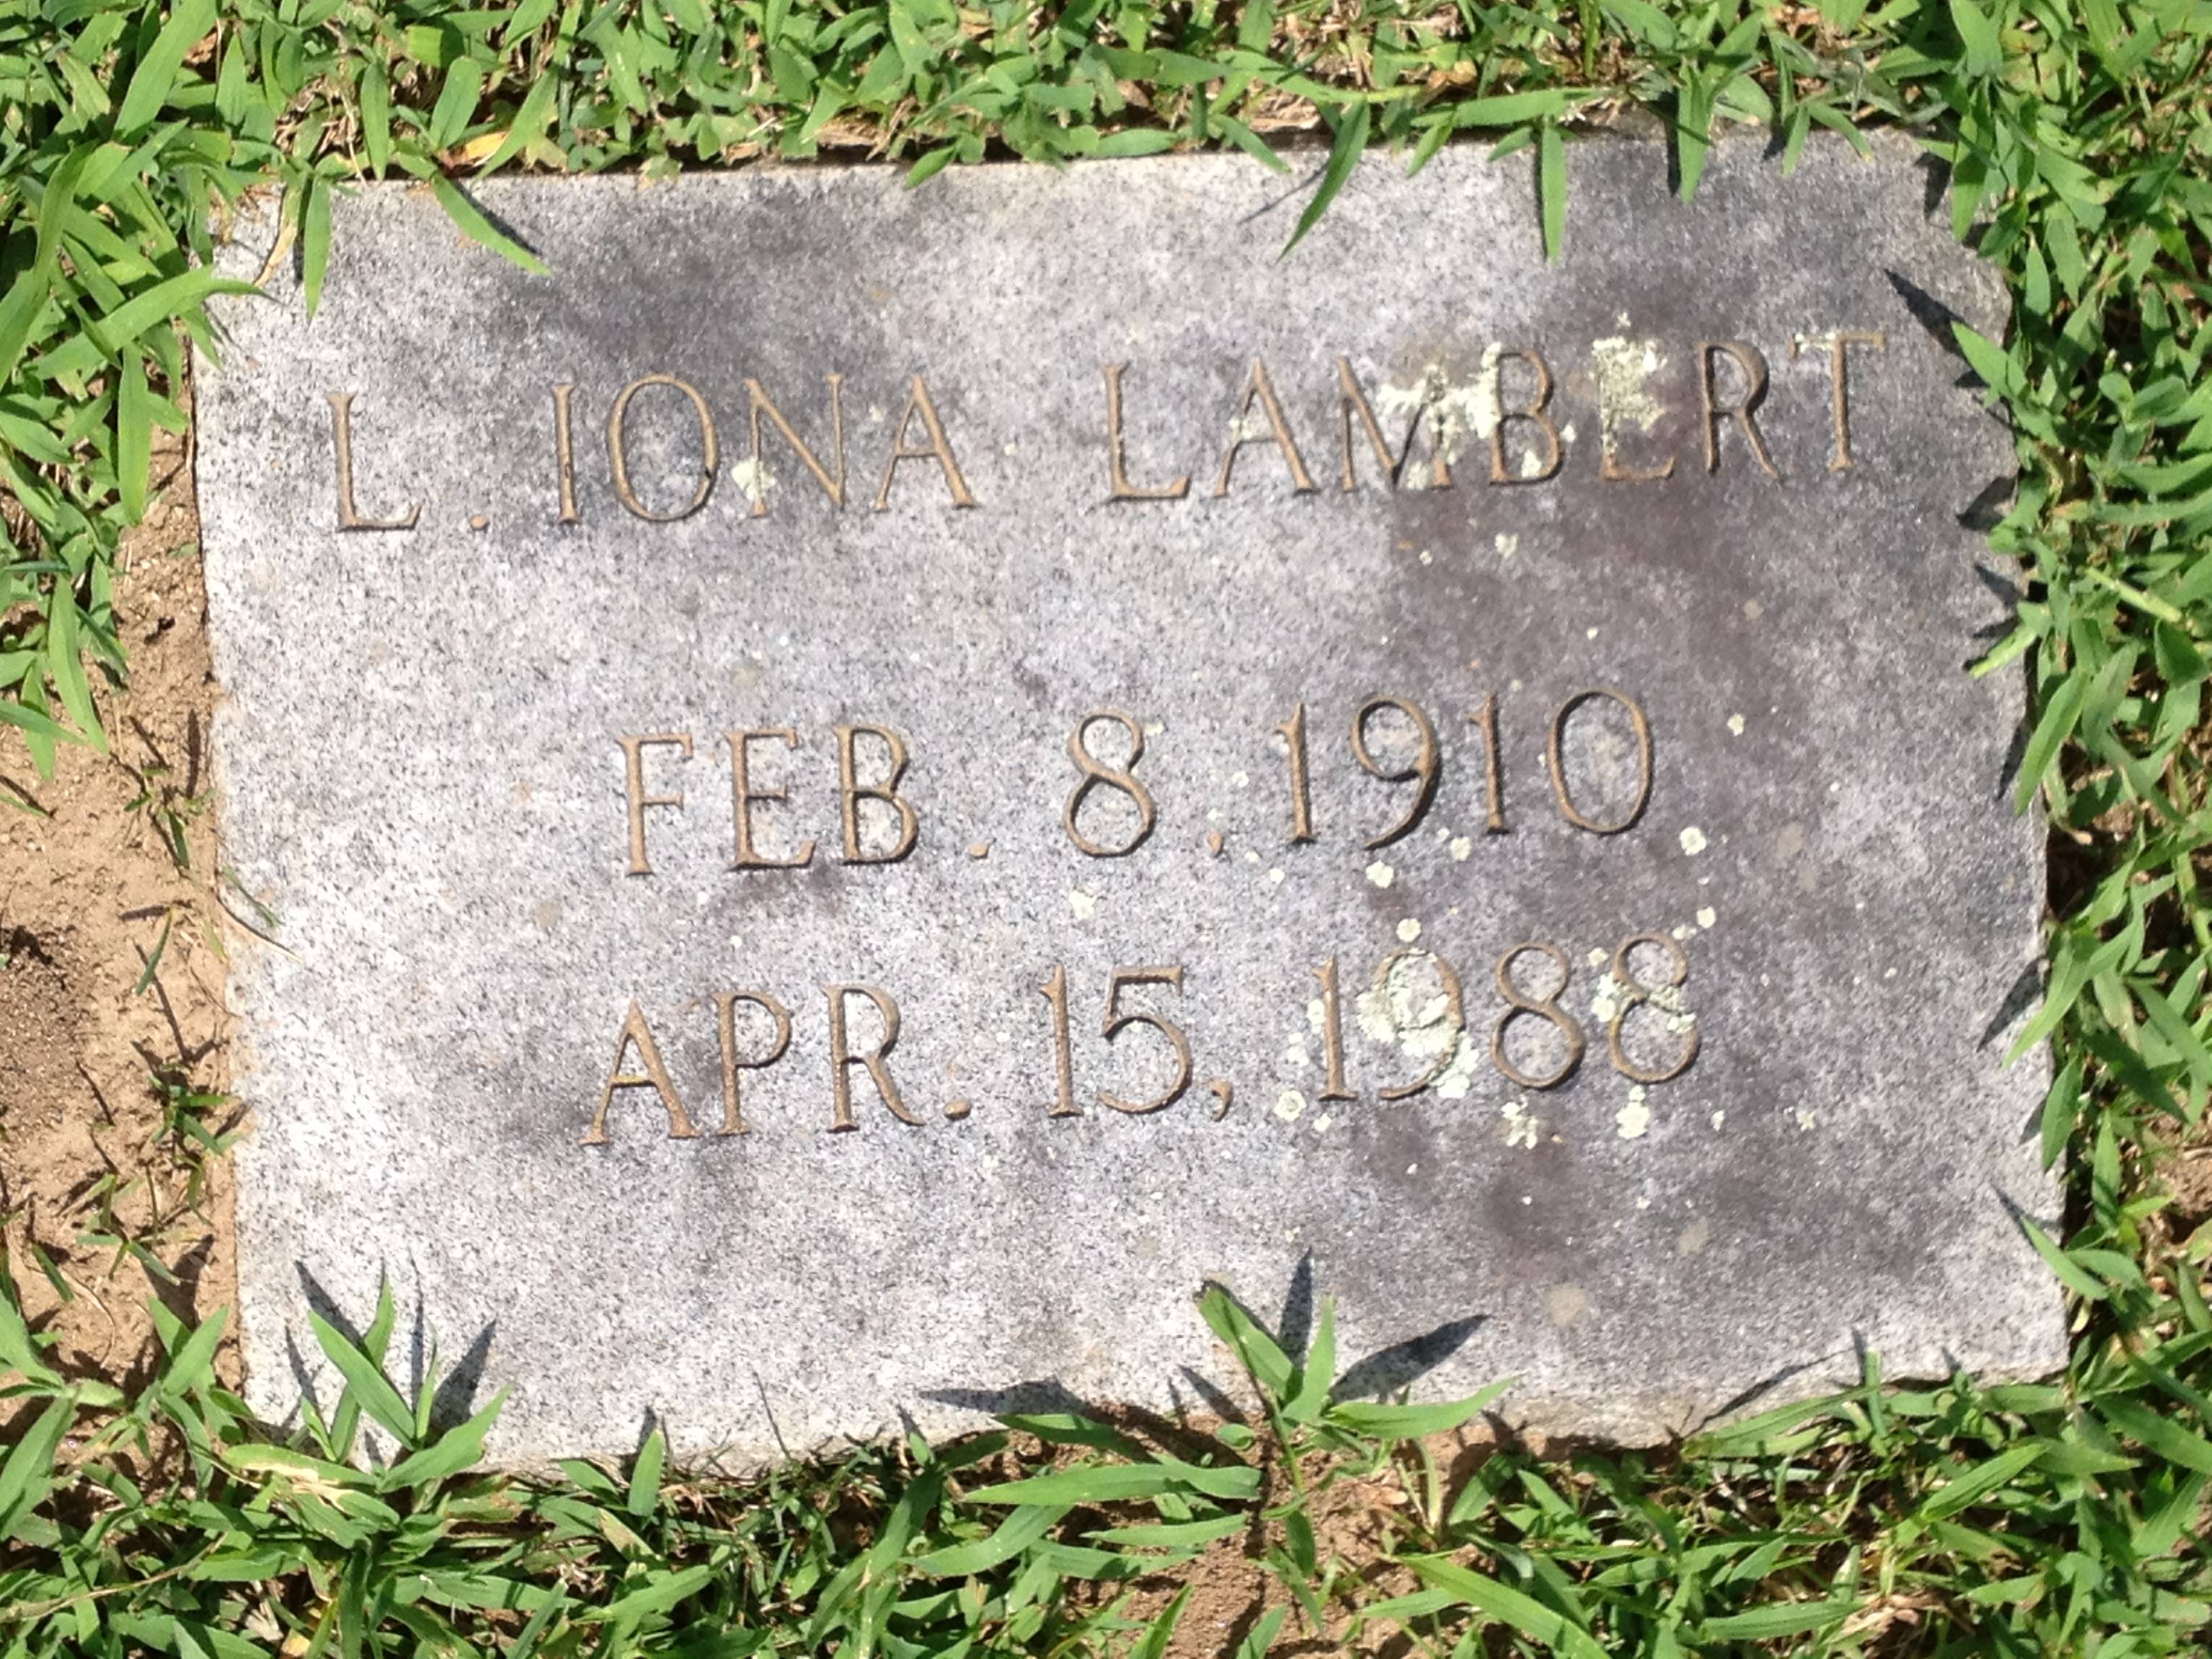 L. IONA LAMBERT
FEB. 8, 1910
APR. 15, 1988